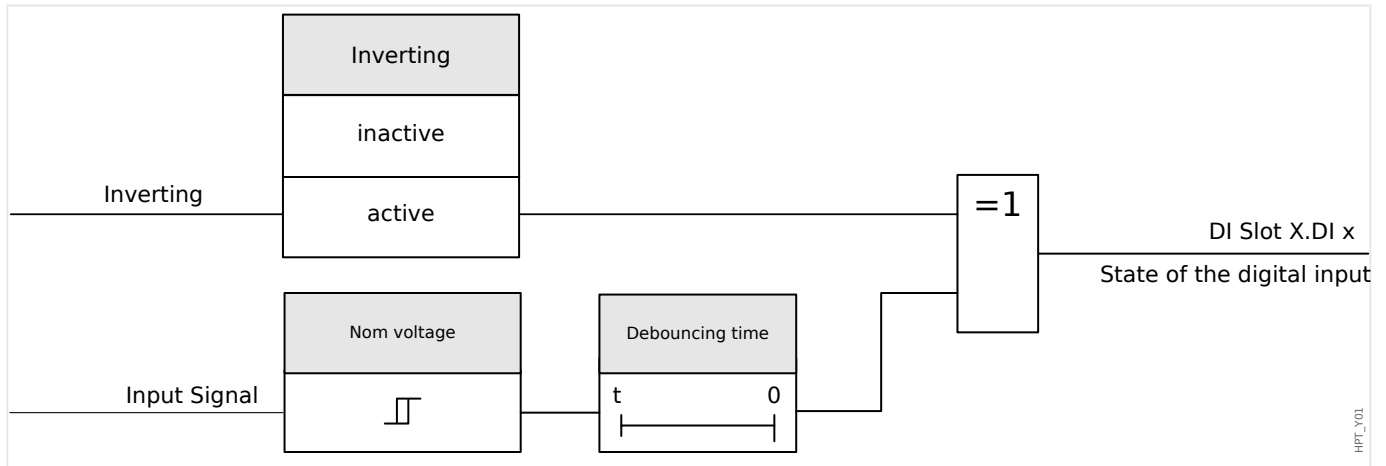 Inverting
inactive
Inverting
active
=1
DI Slot X.DI x
State of the digital input
Nom voltage
Debouncing time
Input Signal
t 0
HPT_Y01